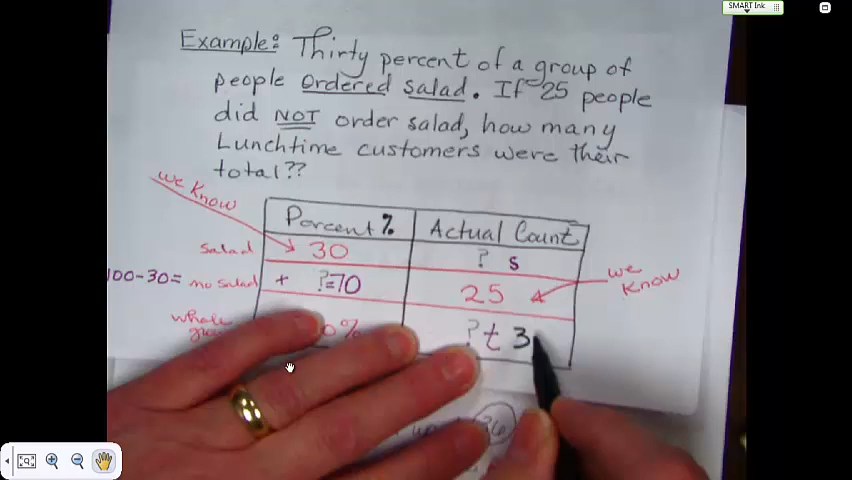 SMART Ink
Example: Thirty percent of a group of
people ordered salad. If 25 people
did NOT order salad, how many
Lunchtime customers were their
total??
we know
Percent % Actual Count
salad 30 ? s
we know
100-30= no salad + ?=70 25
whole 0% ? t 3